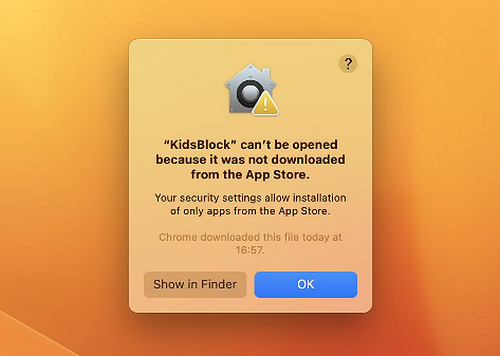 ?
“KidsBlock” can’t be opened
because it was not downloaded
from the App Store.
Your security settings allow installation
of only apps from the App Store.
Chrome downloaded this file today at
16:57.
Show in Finder OK